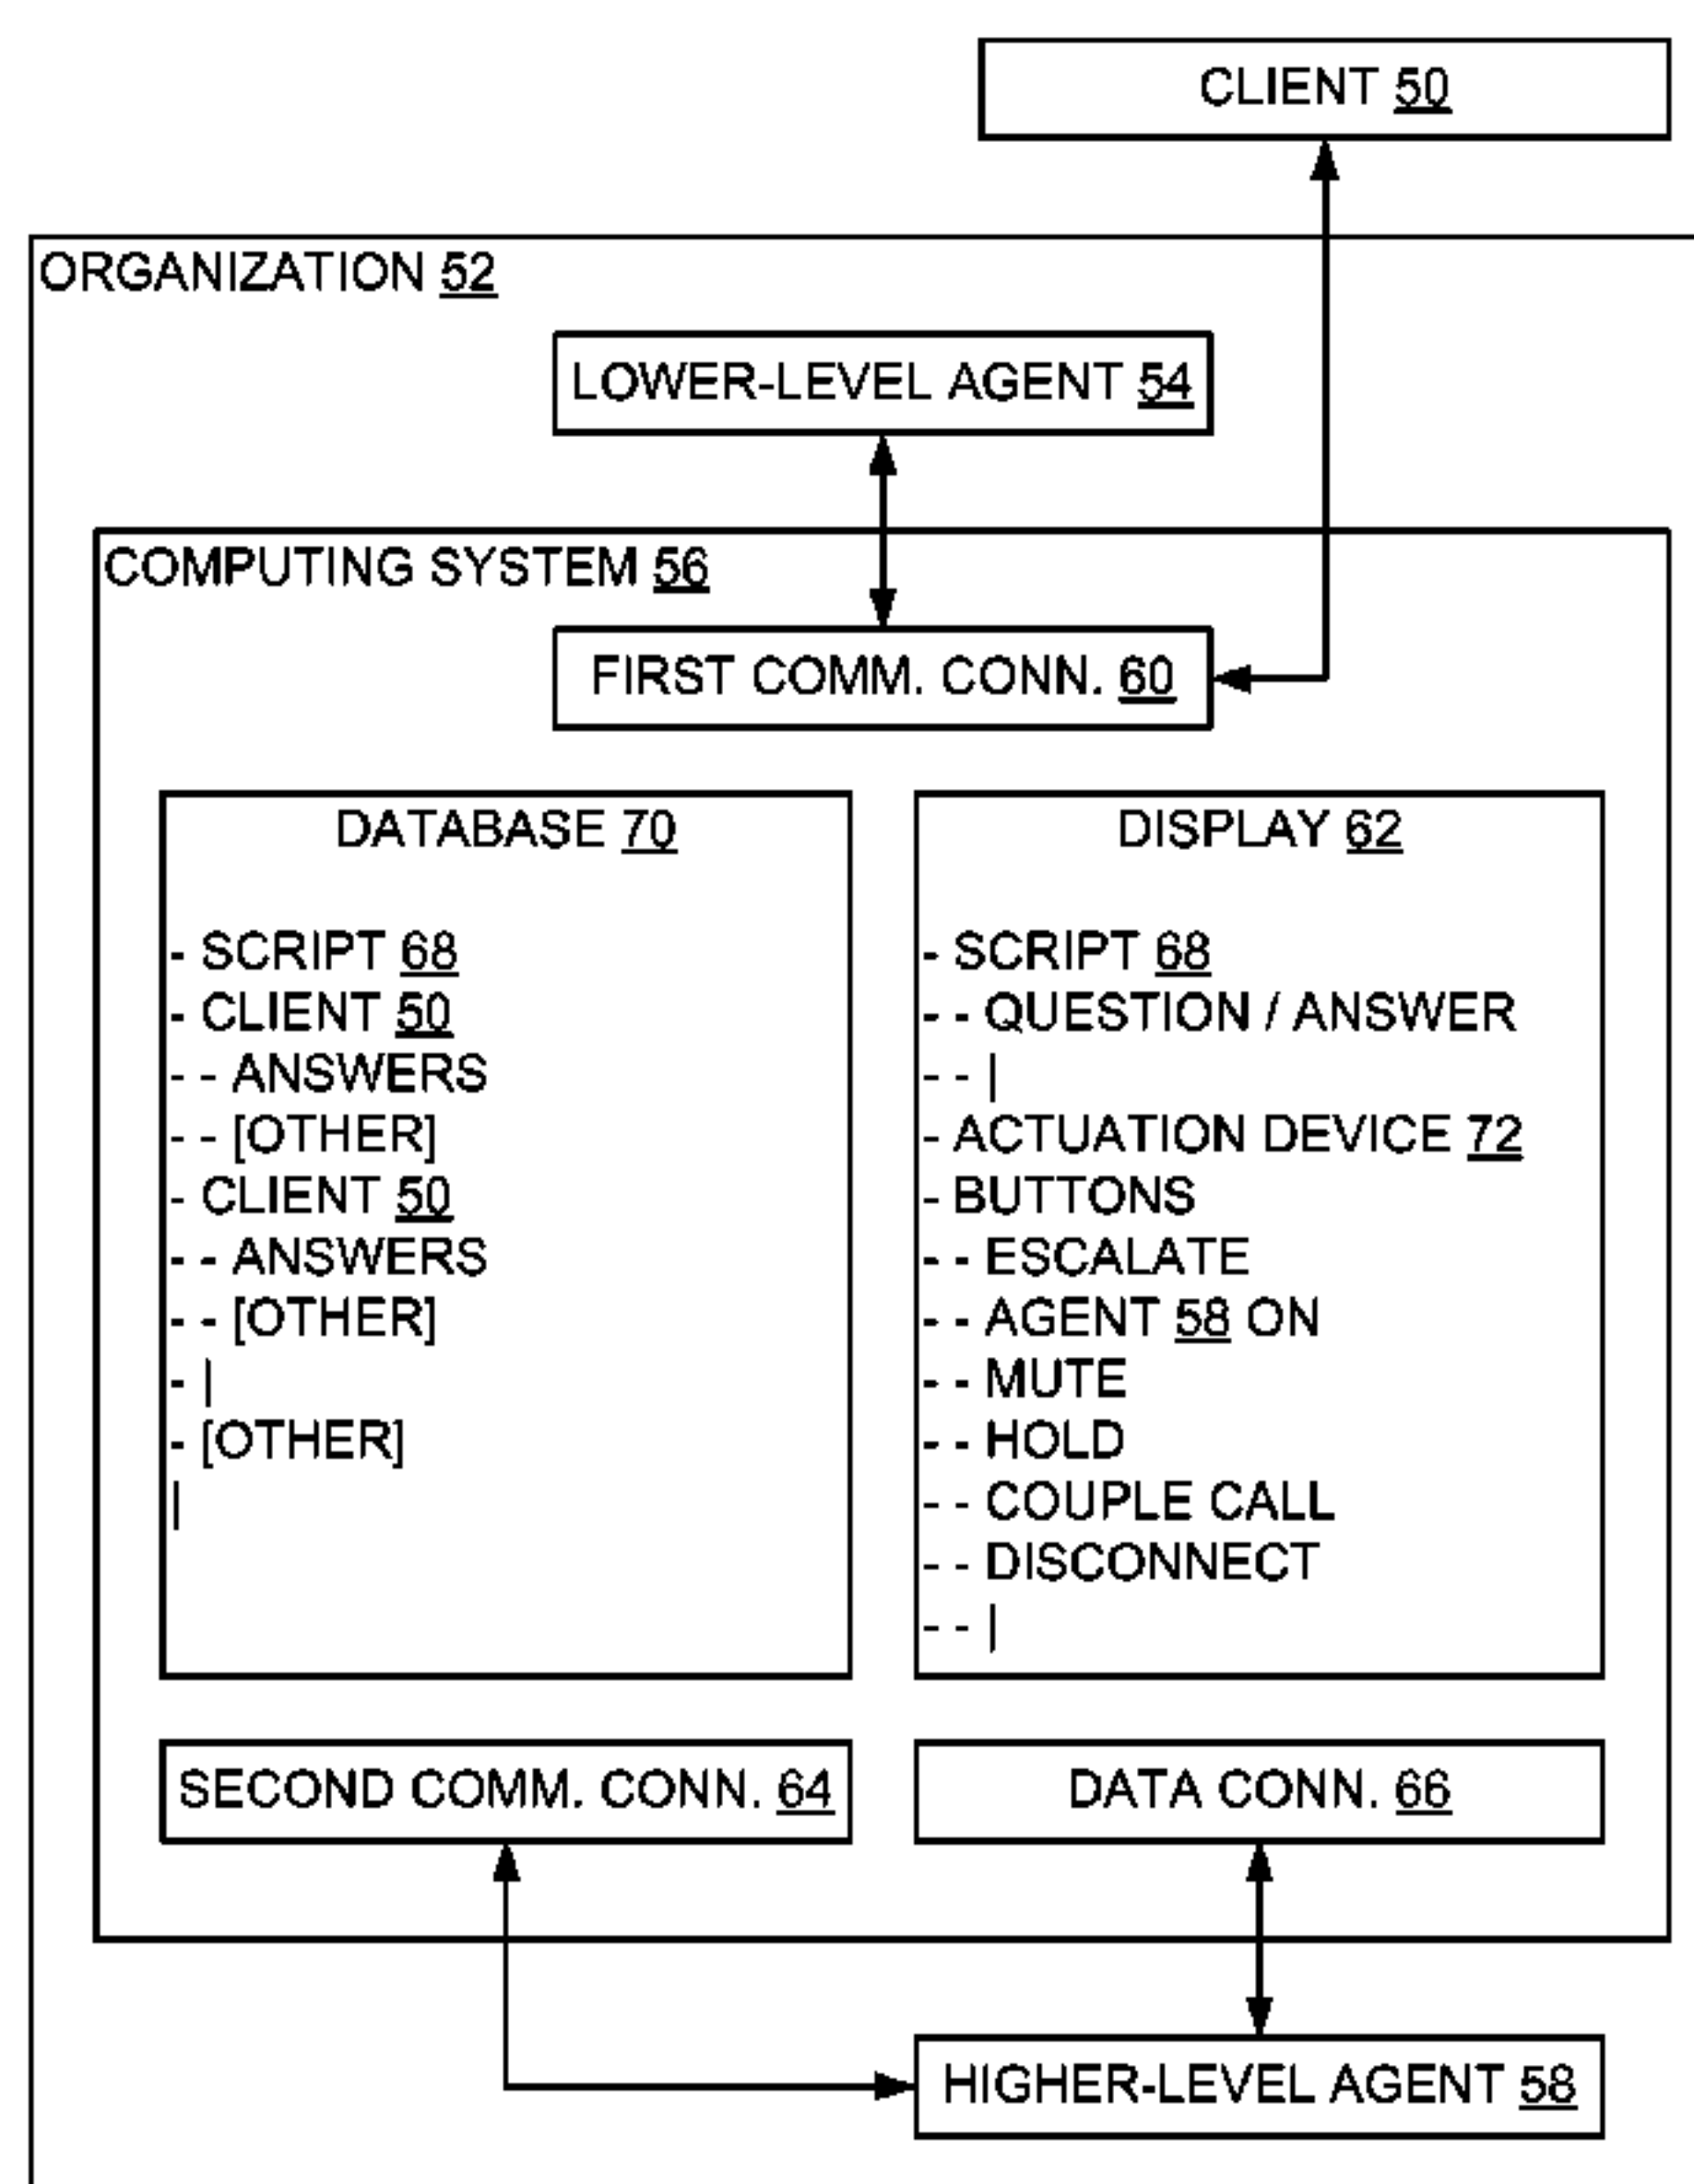 CLIENT 50
ORGANIZATION 52
LOWER-LEVEL AGENT 54
COMPUTING SYSTEM 56
FIRST COMM. CONN. 60
DATABASE 70
- SCRIPT 68
- CLIENT 50
- - ANSWERS
- - [OTHER]
- CLIENT 50
- - ANSWERS
- - [OTHER]
- |
- [OTHER]
|
DISPLAY 62
- SCRIPT 68
- - QUESTION / ANSWER
- - |
- ACTUATION DEVICE 72
- BUTTONS
- - ESCALATE
- - AGENT 58 ON
- - MUTE
- - HOLD
- - COUPLE CALL
- - DISCONNECT
- - |
SECOND COMM. CONN. 64
DATA CONN. 66
HIGHER-LEVEL AGENT 58